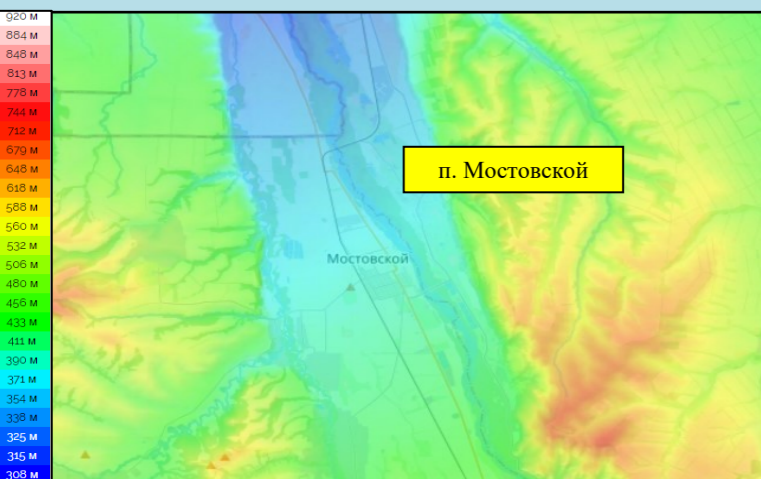 920 м
884 м
848 м
813 м
778 м
744 м
712 м
679 м
648 м
618 м
588 м
560 м
532 м
506 м
480 м
456 м
433 м
411 м
390 м
371 м
354 м
338 м
325 м
315 м
308 м
п. Мостовской
Мостовской